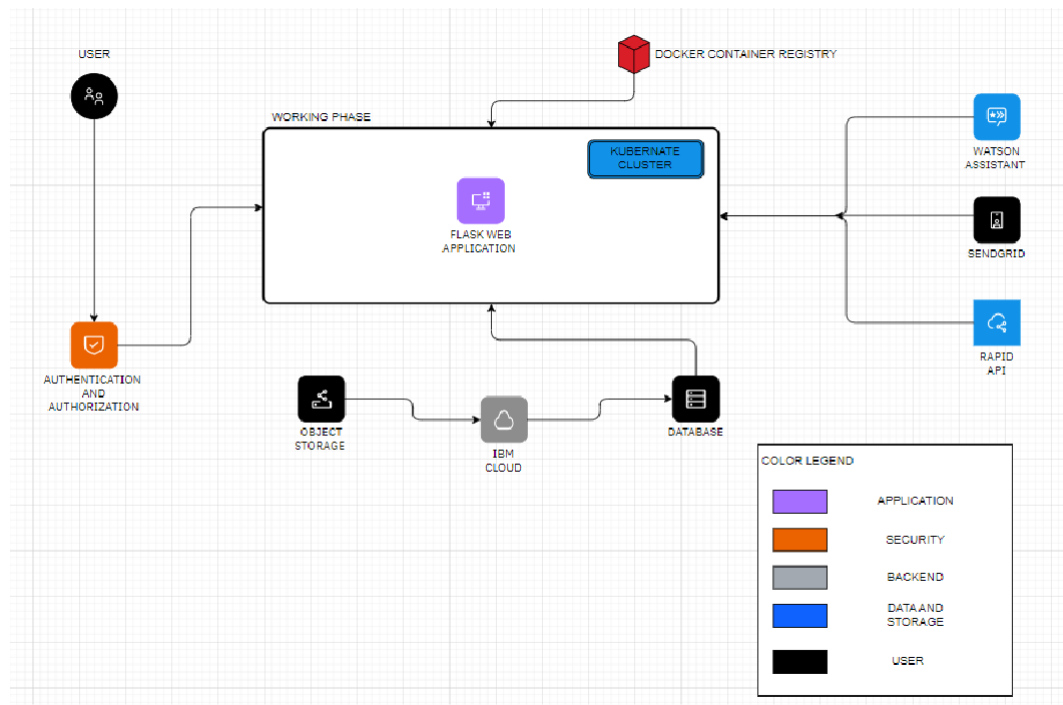 USER
DOCKER CONTAINER REGISTRY
WORKING PHASE
KUBERNATE
CLUSTER
FLASK WEB
APPLICATION
WATSON
ASSISTANT
SENDGRID
RAPID
API
AUTHENTICATION
AND
AUTHORIZATION
OBJECT
STORAGE
IBM
CLOUD
DATABASE
COLOR LEGEND
APPLICATION
SECURITY
BACKEND
DATA AND
STORAGE
USER